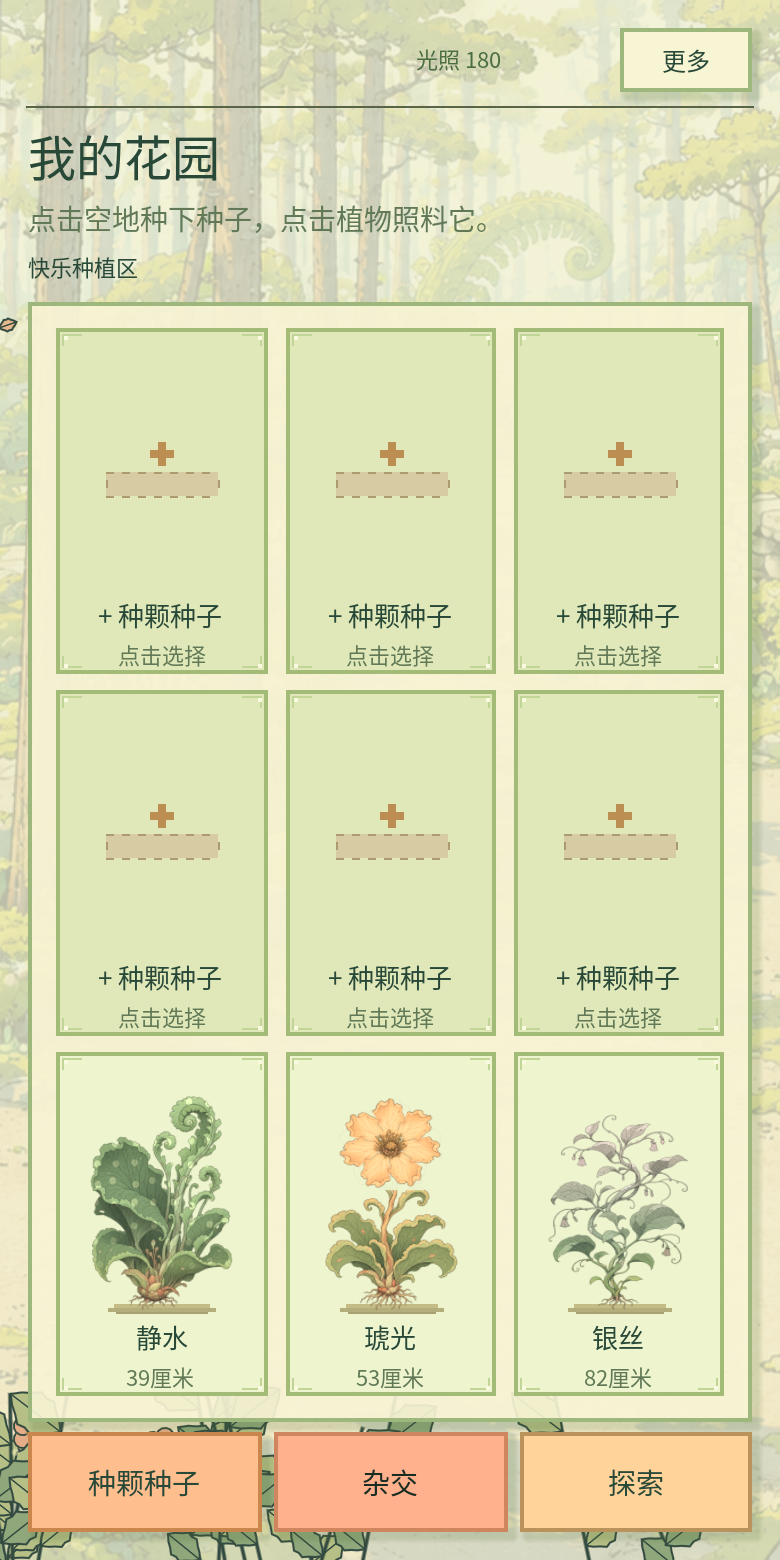 光照 180
更多
我的花园
点击空地种下种子，点击植物照料它。
快乐种植区
+ 种颗种子
点击选择
+ 种颗种子
点击选择
+ 种颗种子
点击选择
+ 种颗种子
点击选择
+ 种颗种子
点击选择
+ 种颗种子
点击选择
静水
39厘米
琥光
53厘米
银丝
82厘米
种颗种子
杂交
探索